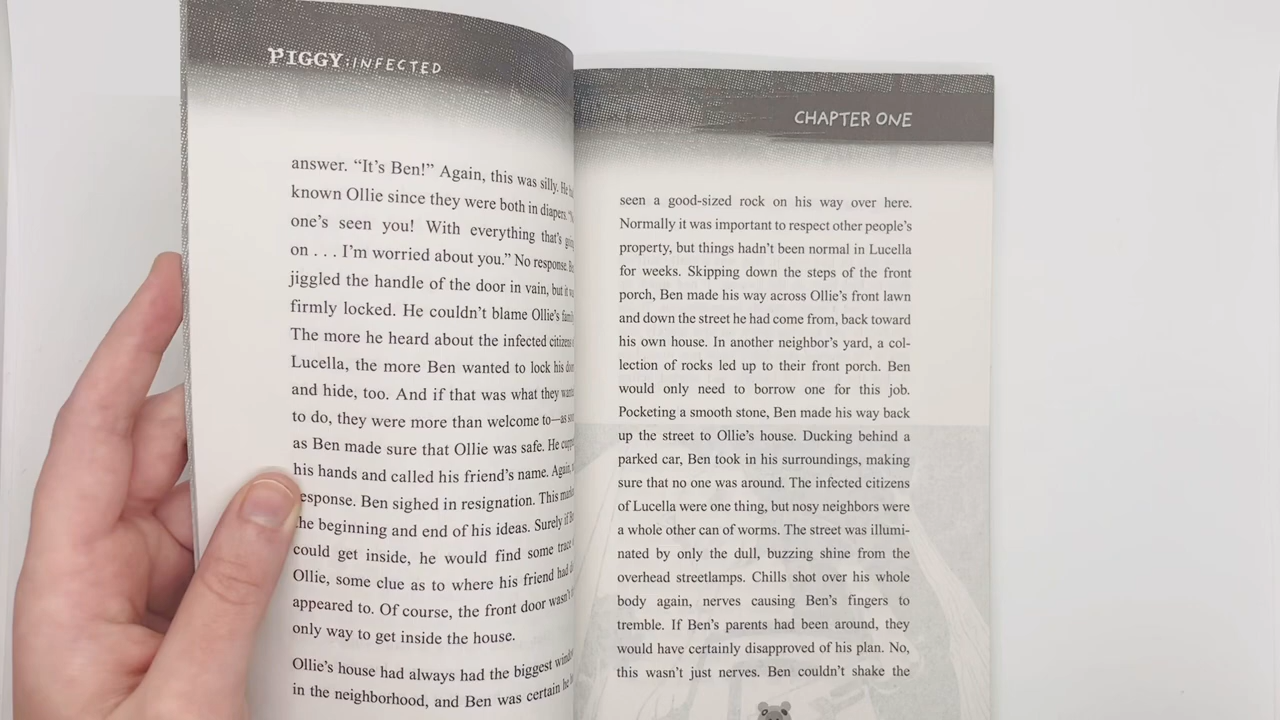 PIGGY: INFECTED
answer. “It’s Ben!” Again, this was silly. He
known Ollie since they were both in diapers.
one’s seen you! With everything that’s
on . . . I’m worried about you.” No response.
jiggled the handle of the door in vain, but it
firmly locked. He couldn’t blame Ollie’s
The more he heard about the infected citizens
Lucella, the more Ben wanted to lock his
and hide, too. And if that was what they
to do, they were more than welcome to—as
as Ben made sure that Ollie was safe. He
his hands and called his friend’s name. Again,
esponse. Ben sighed in resignation. This
the beginning and end of his ideas. Surely if
could get inside, he would find some trace
Ollie, some clue as to where his friend had
appeared to. Of course, the front door wasn’t
only way to get inside the house.
Ollie’s house had always had the biggest
in the neighborhood, and Ben was certain he
CHAPTER ONE
seen a good-sized rock on his way over here.
Normally it was important to respect other people’s
property, but things hadn’t been normal in Lucella
for weeks. Skipping down the steps of the front
porch, Ben made his way across Ollie’s front lawn
and down the street he had come from, back toward
his own house. In another neighbor’s yard, a col-
lection of rocks led up to their front porch. Ben
would only need to borrow one for this job.
Pocketing a smooth stone, Ben made his way back
up the street to Ollie’s house. Ducking behind a
parked car, Ben took in his surroundings, making
sure that no one was around. The infected citizens
of Lucella were one thing, but nosy neighbors were
a whole other can of worms. The street was illumi-
nated by only the dull, buzzing shine from the
overhead streetlamps. Chills shot over his whole
body again, nerves causing Ben’s fingers to
tremble. If Ben’s parents had been around, they
would have certainly disapproved of his plan. No,
this wasn’t just nerves. Ben couldn’t shake the